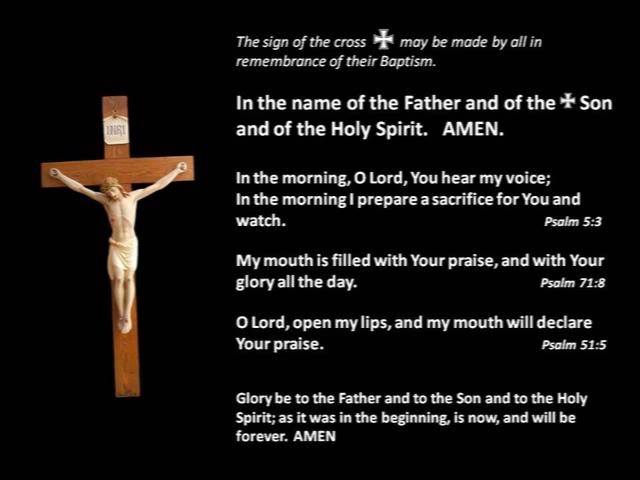 INRI
The sign of the cross ✠ may be made by all in
remembrance of their Baptism.
In the name of the Father and of the ✠ Son
and of the Holy Spirit. AMEN.
In the morning, O Lord, You hear my voice;
In the morning I prepare a sacrifice for You and
watch. Psalm 5:3
My mouth is filled with Your praise, and with Your
glory all the day. Psalm 71:8
O Lord, open my lips, and my mouth will declare
Your praise. Psalm 51:5
Glory be to the Father and to the Son and to the Holy
Spirit; as it was in the beginning, is now, and will be
forever. AMEN